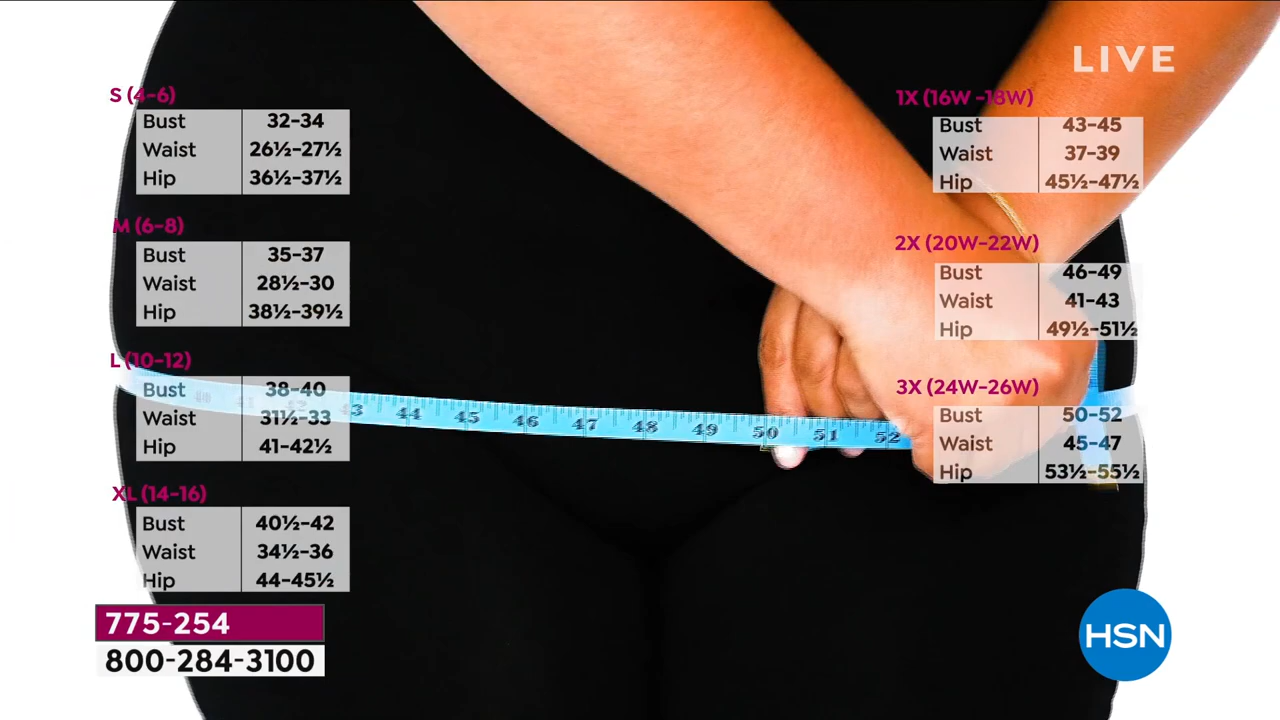 LIVE
S (4-6)
Bust 32-34
Waist 26½-27½
Hip 36½-37½
M (6-8)
Bust 35-37
Waist 28½-30
Hip 38½-39½
L (10-12)
Bust 38-40
Waist 31½-33
Hip 41-42½
XL (14-16)
Bust 40½-42
Waist 34½-36
Hip 44-45½
1X (16W -18W)
Bust 43-45
Waist 37-39
Hip 45½-47½
2X (20W-22W)
Bust 46-49
Waist 41-43
Hip 49½-51½
3X (24W-26W)
Bust 50-52
Waist 45-47
Hip 53½-55½
40 41 42 43 44 45 46 47 48 49 50 51 52
775-254
800-284-3100
HSN